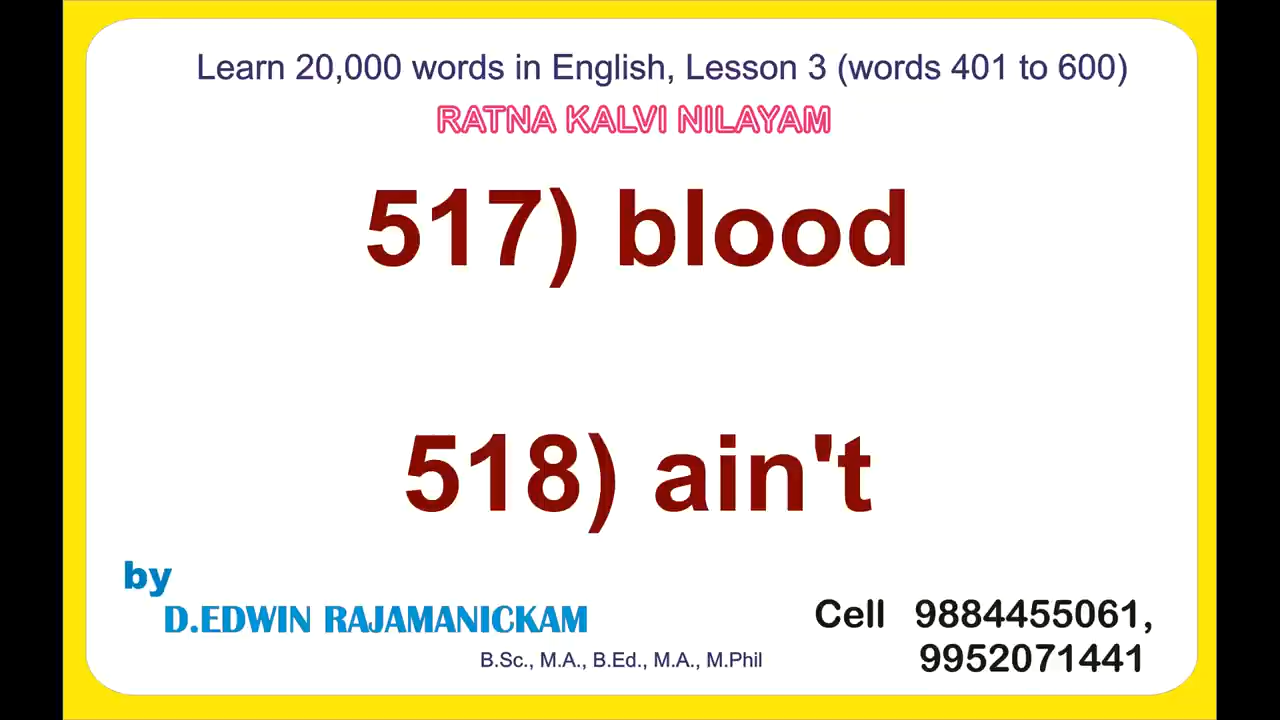 Learn 20,000 words in English, Lesson 3 (words 401 to 600)
RATNA KALVI NILAYAM
517) blood
518) ain't
by
D.EDWIN RAJAMANICKAM
B.Sc., M.A., B.Ed., M.A., M.Phil
Cell 9884455061,
9952071441